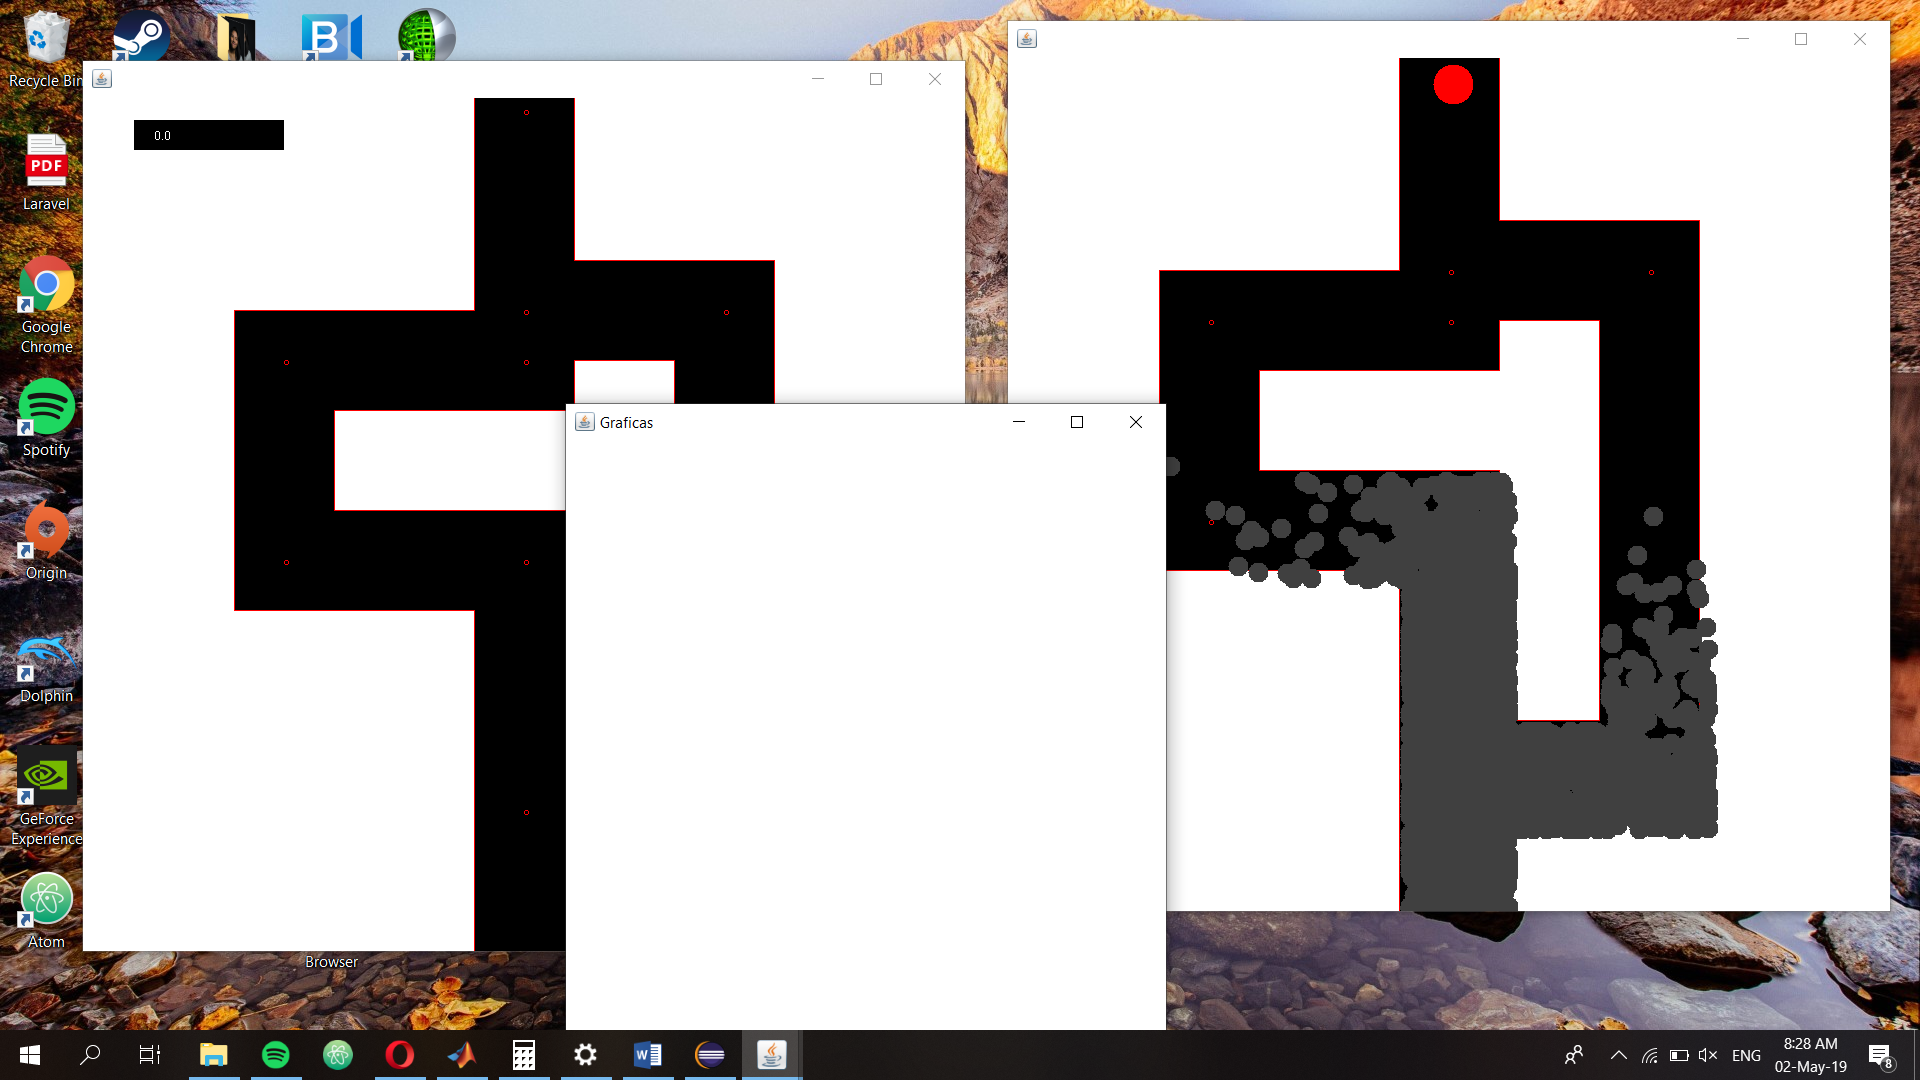 Recycle Bin
0.0
PDF
Laravel
Google
Chrome
Spotify
Origin
Dolphin
GeForce
Experience
Atom
B
Graficas
Browser
ENG
8:28 AM
02-May-19
8